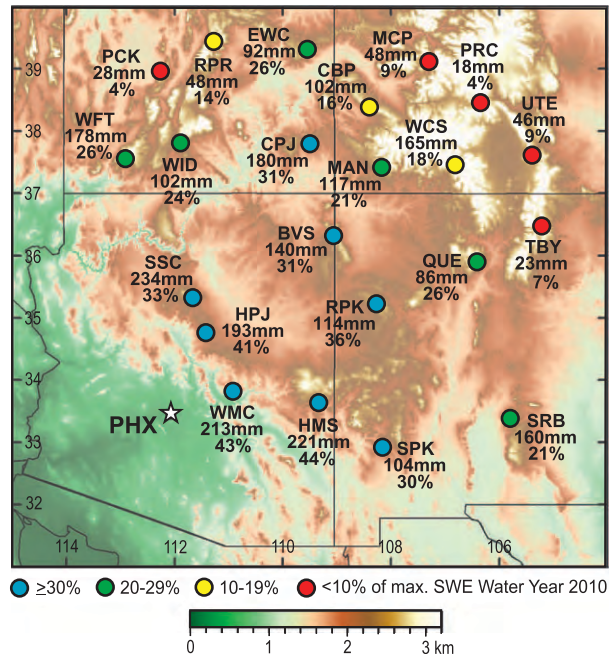 39
38
37
36
35
34
33
32
114
112
110
108
106
PCK
28mm
4%
RPR
48mm
14%
EWC
92mm
26%
MCP
48mm
9%
PRC
18mm
4%
CBP
102mm
16%
UTE
46mm
9%
WFT
178mm
26%
WID
102mm
24%
CPJ
180mm
31%
MAN
117mm
21%
WCS
165mm
18%
BVS
140mm
31%
QUE
86mm
26%
TBY
23mm
7%
SSC
234mm
33%
HPJ
193mm
41%
RPK
114mm
36%
PHX
WMC
213mm
43%
HMS
221mm
44%
SPK
104mm
30%
SRB
160mm
21%
≥30% 20-29% 10-19% <10% of max. SWE Water Year 2010
0 1 2 3 km